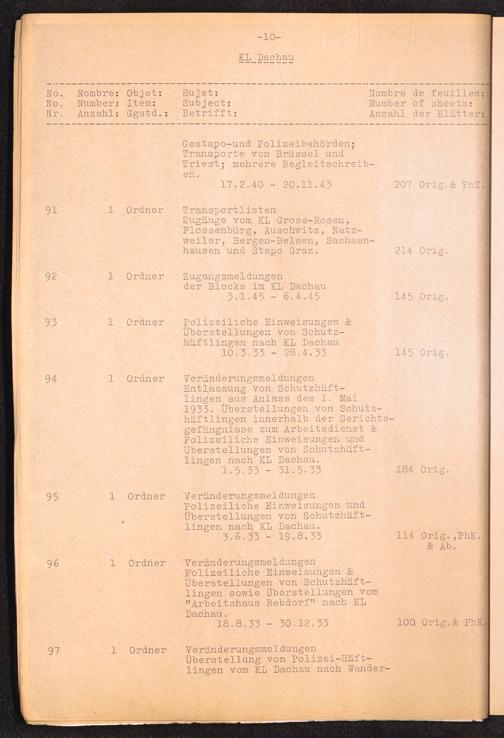 -10-
KL Dachau
No. Nombre: Objet: Sujet: Nombre de feuilles:
No. Number: Item: Subject: Number of sheets:
Nr. Anzahl: Ggstd.: Betrifft: Anzahl der Blätter:
Gestapo-und Polizeibehörden;
Transporte von Brüssel und
Triest; mehrere Begleitschreib-
en.
17.2.40 - 20.11.43 207 Orig.& PhK.
91 1 Ordner Transportlisten
Zugänge vom KL Gross-Rosen,
Flossenbürg, Auschwitz, Natz-
weiler, Bergen-Belsen, Sachsen-
hausen und Stapo Graz. 214 Orig.
92 1 Ordner Zugangsmeldungen
der Blocks im KL Dachau
3.1.45 - 6.4.45 145 Orig.
93 1 Ordner Polizeiliche Einweisungen &
Überstellungen von Schutz-
häftlingen nach KL Dachau
10.3.33 - 28.4.33 145 Orig.
94 1 Ordner Veränderungsmeldungen
Entlassung von Schutzhäft-
lingen aus Anlass des 1. Mai
1933. Überstellungen von Schutz-
häftlingen innerhalb der Gerichts-
gefängnisse zum Arbeitsdienst &
Polizeiliche Einweisungen und
Überstellungen von Schutzhäft-
lingen nach KL Dachau.
1.5.33 - 31.5.33 184 Orig.
95 1 Ordner Veränderungsmeldungen
Polizeiliche Einweisungen und
Überstellungen von Schutzhäft-
lingen nach KL Dachau.
3.6.33 - 19.8.33 114 Orig.,PhK.
& Ab.
96 1 Ordner Veränderungsmeldungen
Polizeiliche Einweisungen &
Überstellungen von Schutzhäft-
lingen sowie Überstellungen vom
"Arbeitshaus Rebdorf" nach KL
Dachau.
18.8.33 - 30.12.33 100 Orig.& PhK
97 1 Ordner Veränderungsmeldungen
Überstellung von Polizei-Häft-
lingen vom KL Dachau nach Wander-